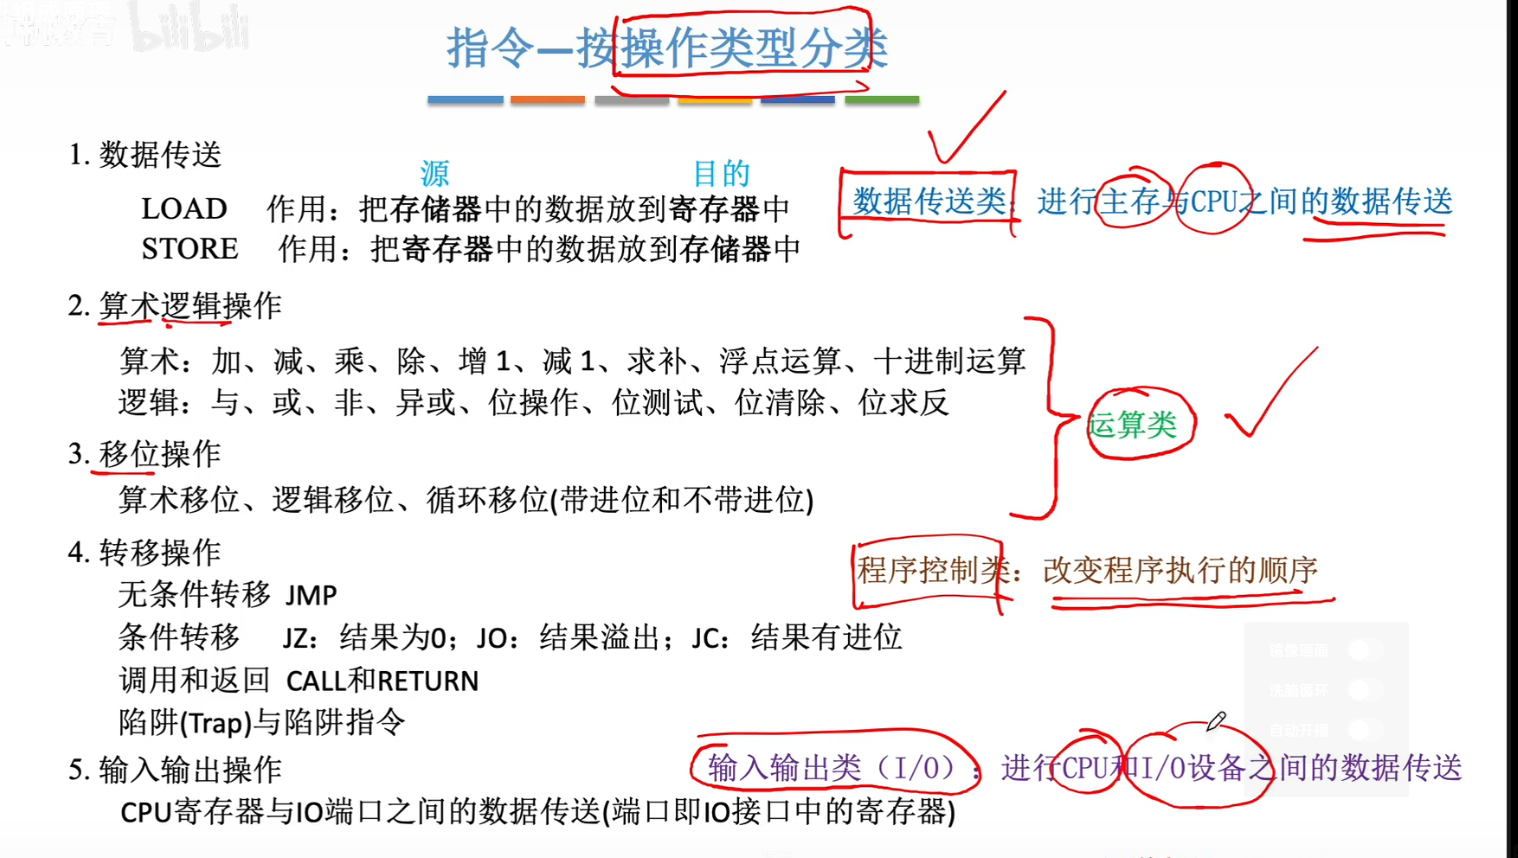 bilibili
指令—按操作类型分类
1. 数据传送
源 目的
LOAD 作用：把存储器中的数据放到寄存器中
STORE 作用：把寄存器中的数据放到存储器中
数据传送类：进行主存与CPU之间的数据传送
2. 算术逻辑操作
算术：加、减、乘、除、增 1、减 1、求补、浮点运算、十进制运算
逻辑：与、或、非、异或、位操作、位测试、位清除、位求反
3. 移位操作
算术移位、逻辑移位、循环移位(带进位和不带进位)
运算类
4. 转移操作
无条件转移 JMP
条件转移 JZ：结果为0；JO：结果溢出；JC：结果有进位
调用和返回 CALL和RETURN
陷阱(Trap)与陷阱指令
程序控制类：改变程序执行的顺序
镜像画面
洗脑循环
自动开播
5. 输入输出操作
CPU寄存器与IO端口之间的数据传送(端口即IO接口中的寄存器)
输入输出类（I/O）：进行CPU和I/O设备之间的数据传送